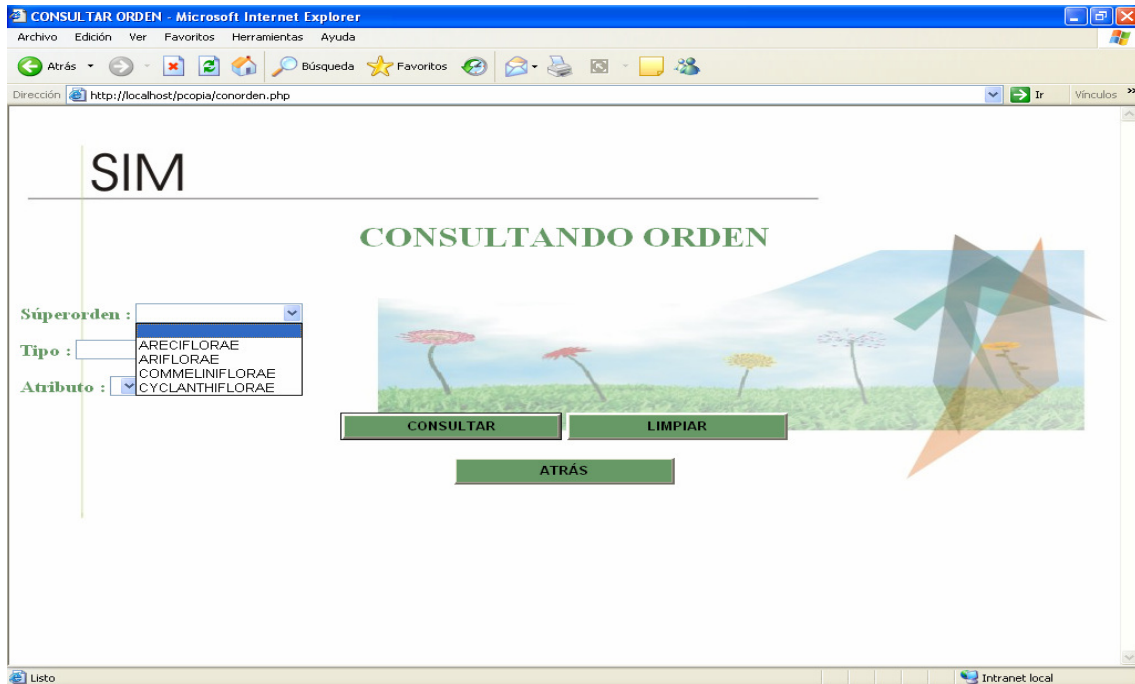 CONSULTAR ORDEN - Microsoft Internet Explorer
Archivo Edición Ver Favoritos Herramientas Ayuda
Atrás Búsqueda Favoritos
Dirección http://localhost/pcopia/conorden.php Ir Vínculos »
SIM
CONSULTANDO ORDEN
Súperorden :
ARECIFLORAE
ARIFLORAE
COMMELINIFLORAE
CYCLANTHIFLORAE
Tipo :
Atributo :
CONSULTAR LIMPIAR
ATRÁS
Listo Intranet local